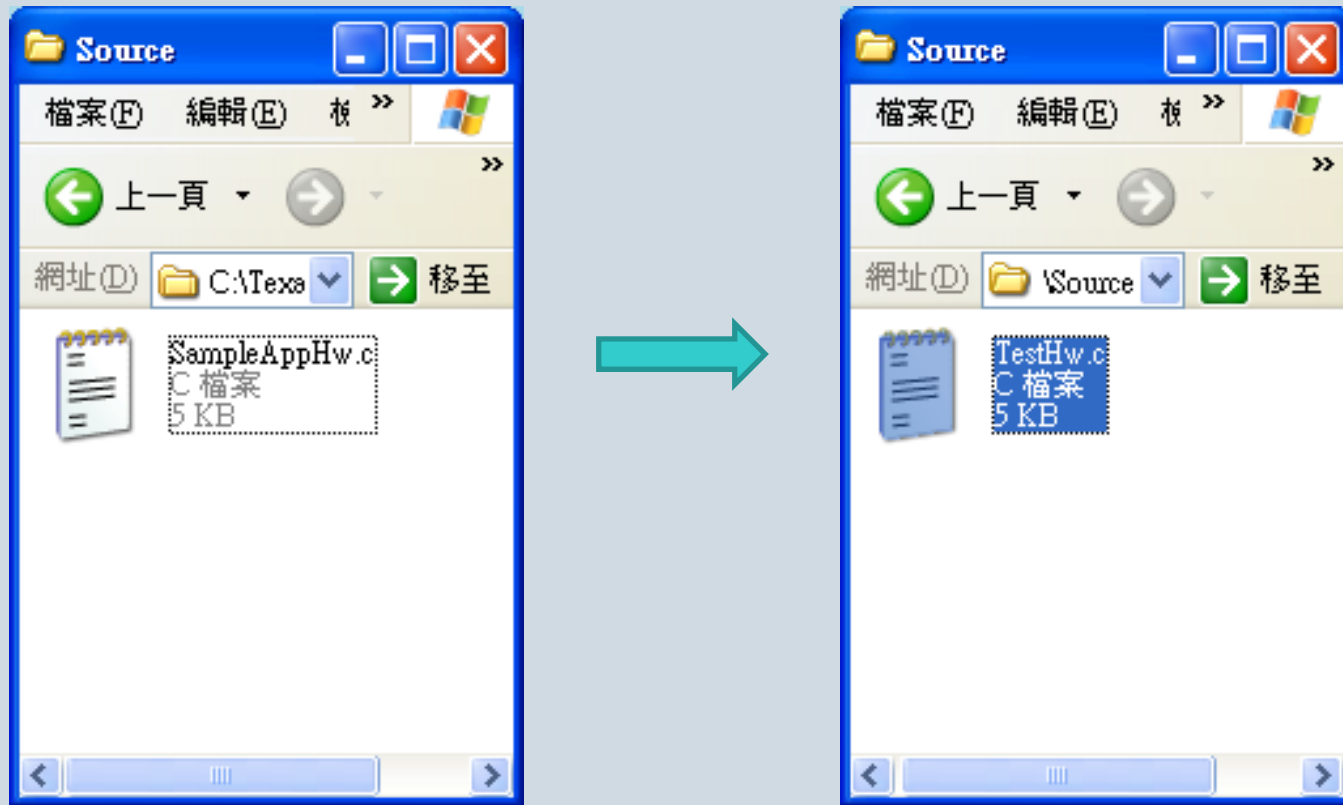 Source
檔案(F) 編輯(E) »
»
上一頁
網址(D) C:\Texa 移至
SampleAppHw.c
C 檔案
5 KB
Source
檔案(F) 編輯(E) »
»
上一頁
網址(D) \Source 移至
TestHw.c
C 檔案
5 KB